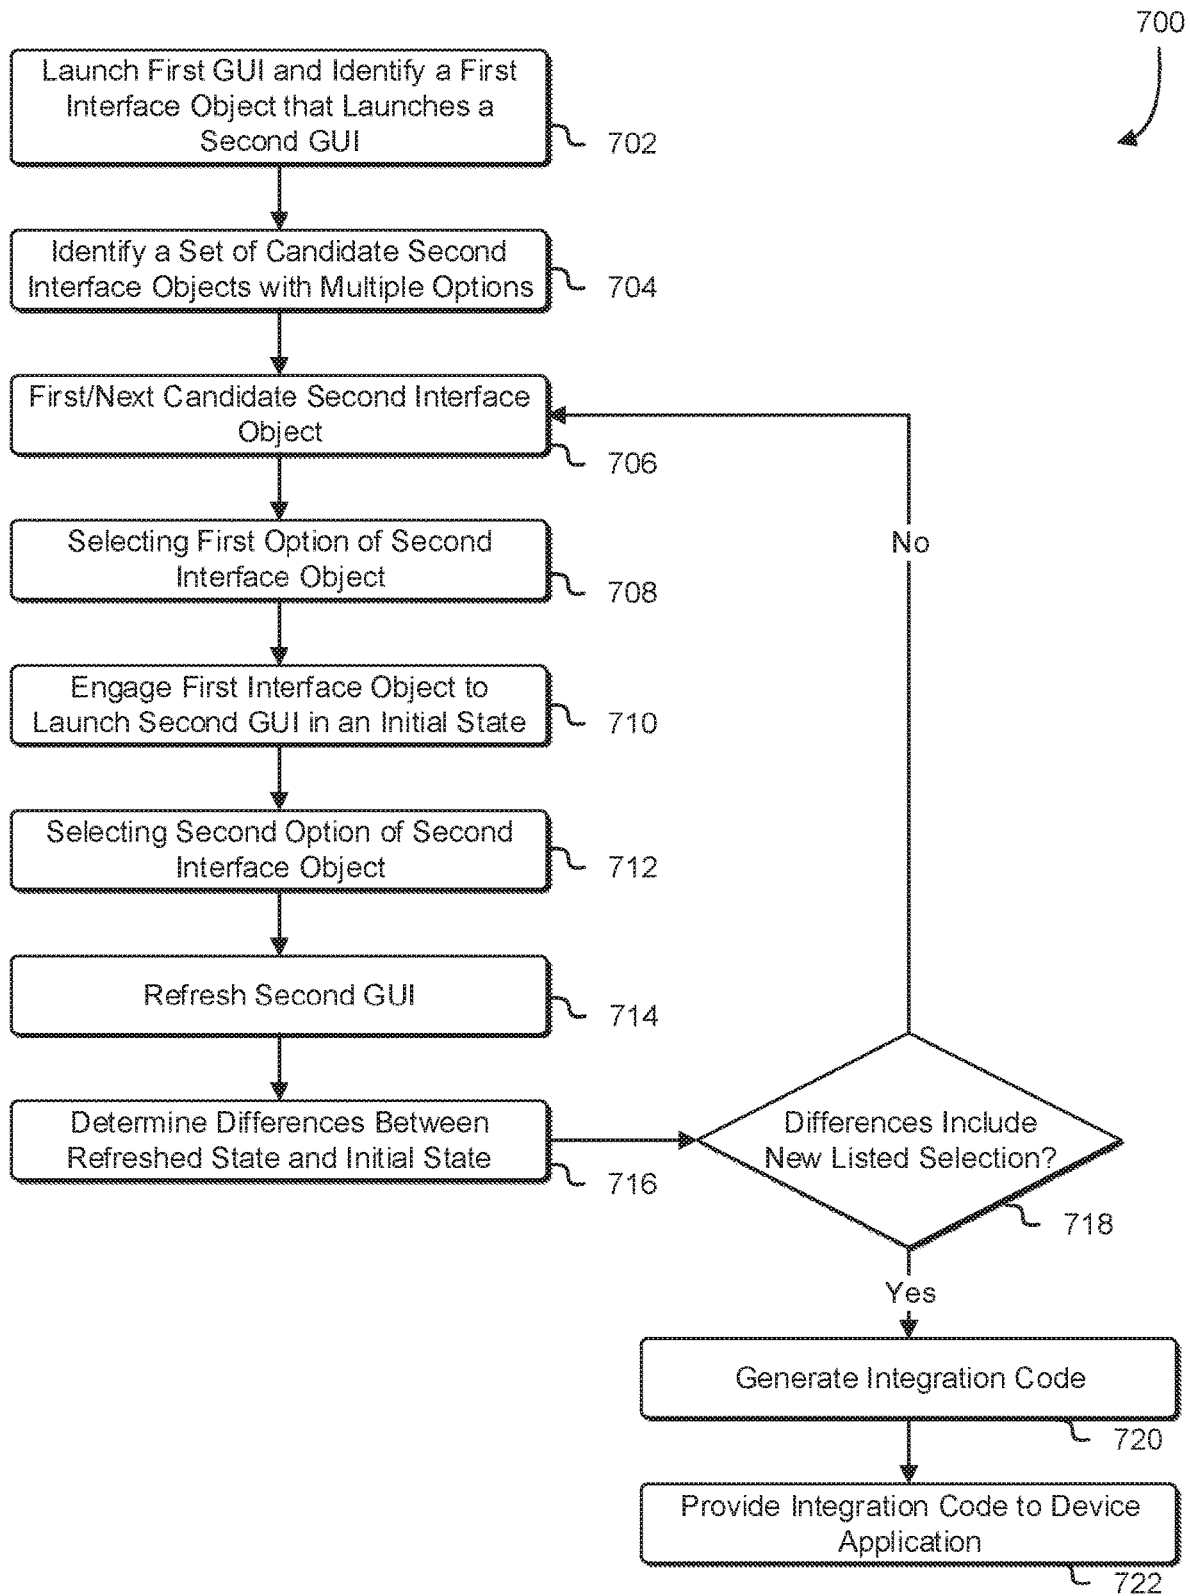 700
Launch First GUI and Identify a First
Interface Object that Launches a
Second GUI
702
Identify a Set of Candidate Second
Interface Objects with Multiple Options
704
First/Next Candidate Second Interface
Object
706
Selecting First Option of Second
Interface Object
708
No
Engage First Interface Object to
Launch Second GUI in an Initial State
710
Selecting Second Option of Second
Interface Object
712
Refresh Second GUI
714
Determine Differences Between
Refreshed State and Initial State
716
Differences Include
New Listed Selection?
718
Yes
Generate Integration Code
720
Provide Integration Code to Device
Application
722